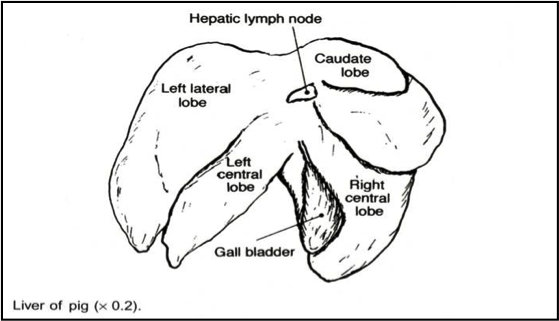 Hepatic lymph node
Caudate
lobe
Left lateral
lobe
Left
central
lobe
Right
central
lobe
Gall bladder
Liver of pig (× 0.2).